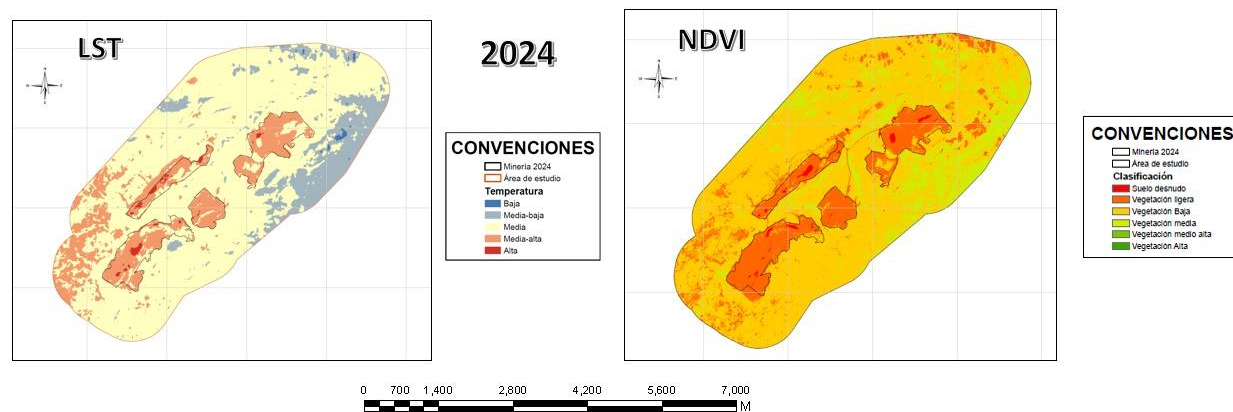 LST
2024
NDVI
N
W
E
S
N
W
E
S
CONVENCIONES
Minería 2024
Área de estudio
Temperatura
Baja
Media-baja
Media
Media-alta
Alta
CONVENCIONES
Minería 2024
Área de estudio
Clasificación
Suelo desnudo
Vegetación ligera
Vegetación Baja
Vegetación media
Vegetación medio alta
Vegetación Alta
0 700 1,400 2,800 4,200 5,600 7,000
M